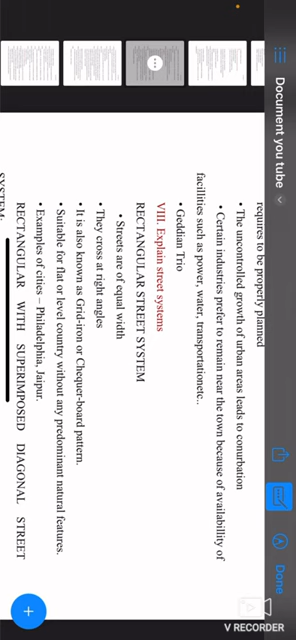 Document you tube
Done
requires to be properly planned
• The uncontrolled growth of urban areas leads to conurbation
• Certain industries prefer to remain near the town because of availability of
facilities such as power, water, transportationetc..
• Geddian Trio
VIII. Explain street systems
RECTANGULAR STREET SYSTEM
• Streets are of equal width
• They cross at right angles
• It is also known as Grid-iron or Chequer-board pattern.
• Suitable for flat or level country without any predominant natural features.
• Examples of cities – Philadelphia, Jaipur.
RECTANGULAR WITH SUPERIMPOSED DIAGONAL STREET
SYSTEM:
V RECORDER